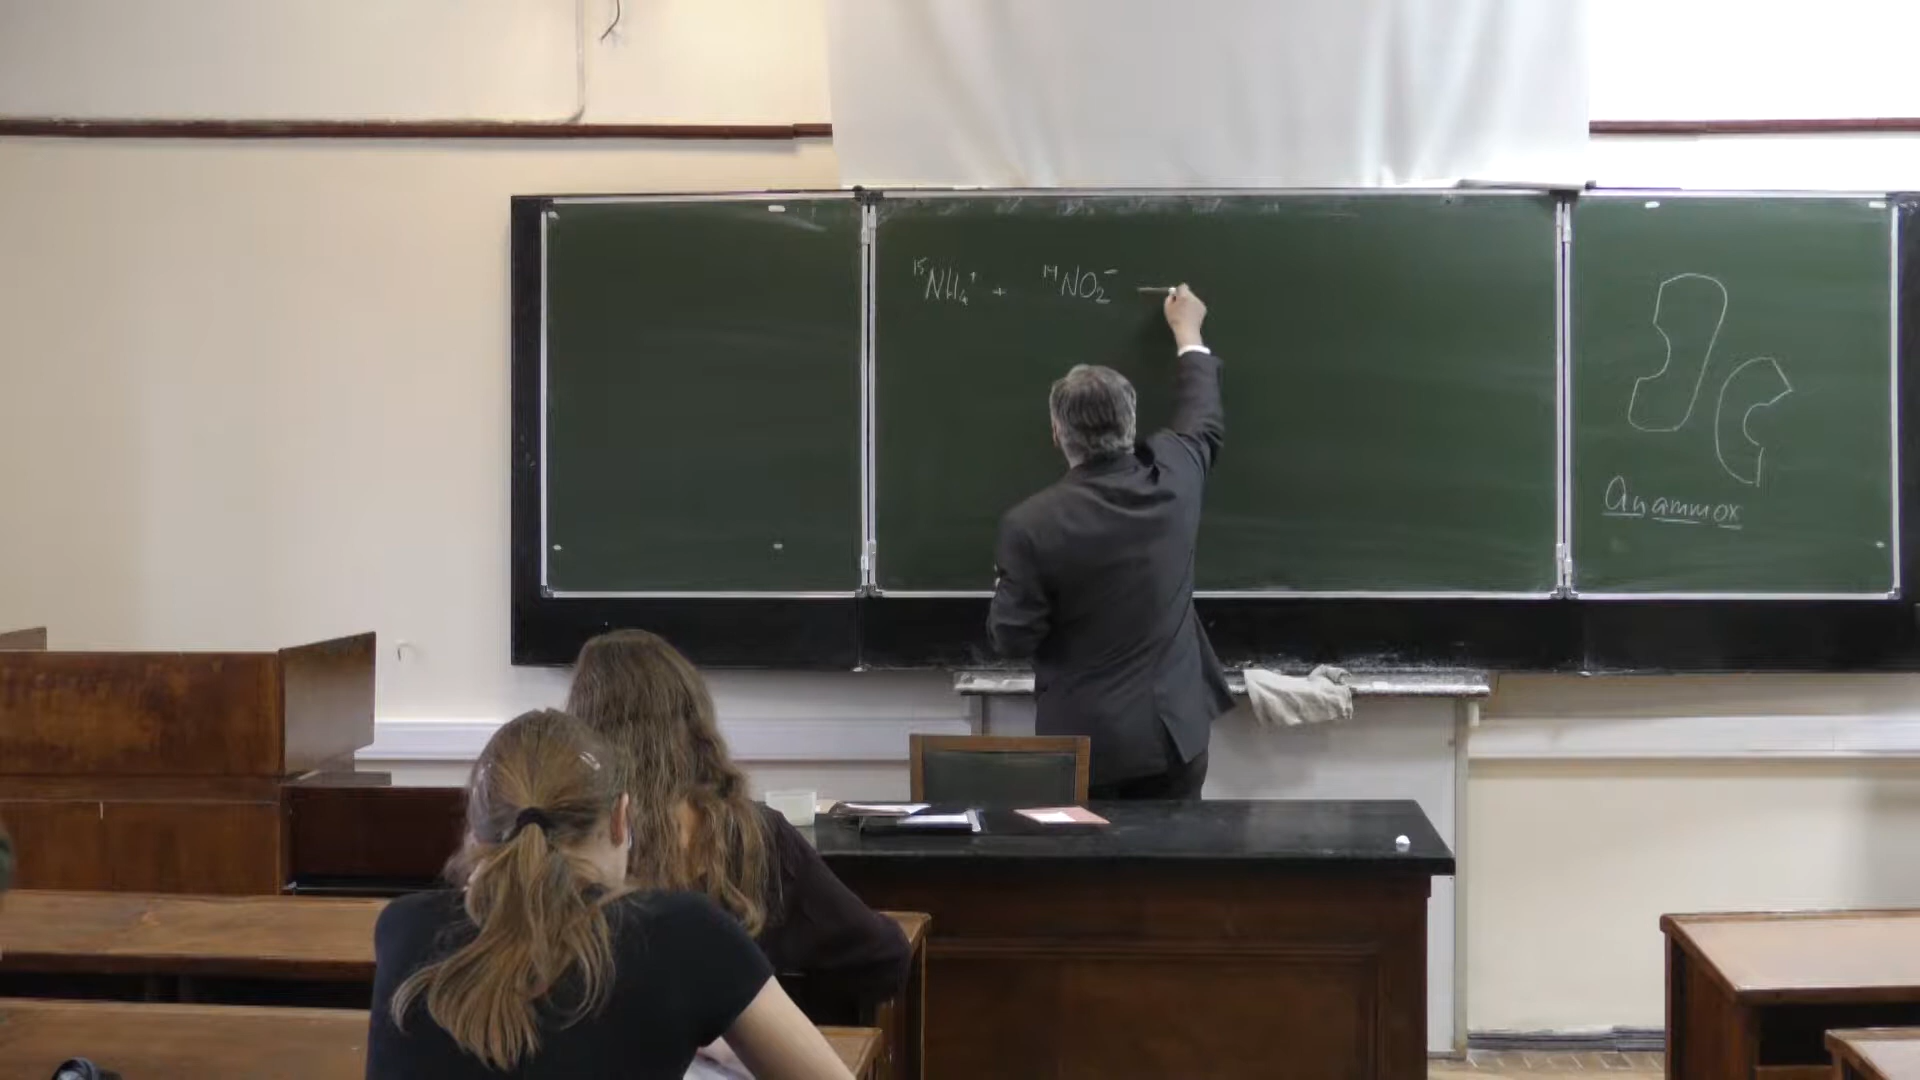 ¹⁵NH₄⁺ + ¹⁴NO₂⁻ —
Anammox